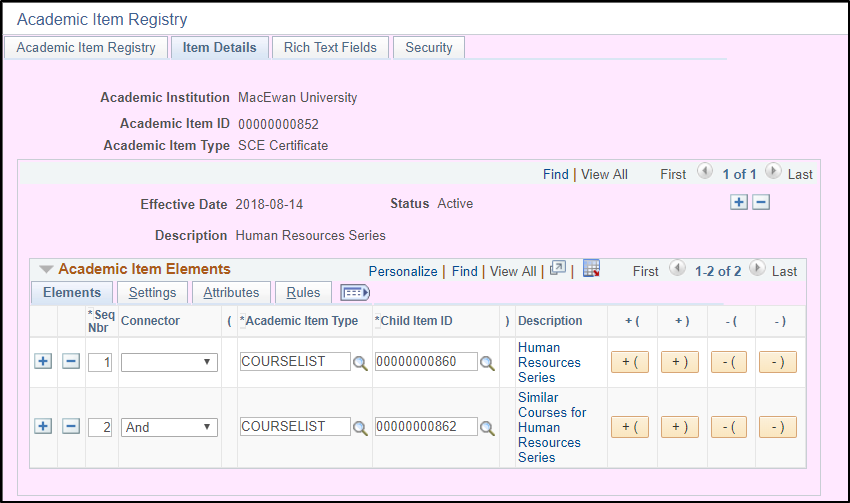 Academic Item Registry
Academic Item Registry Item Details Rich Text Fields Security
Academic Institution MacEwan University
Academic Item ID 00000000852
Academic Item Type SCE Certificate
Find | View All First 1 of 1 Last
Effective Date 2018-08-14 Status Active
Description Human Resources Series
Academic Item Elements Personalize | Find | View All | | First 1-2 of 2 Last
Elements Settings Attributes Rules
*Seq Nbr Connector ( *Academic Item Type *Child Item ID ) Description + ( + ) - ( - )
1 COURSELIST 00000000860 Human Resources Series + ( + ) - ( - )
2 And COURSELIST 00000000862 Similar Courses for Human Resources Series + ( + ) - ( - )